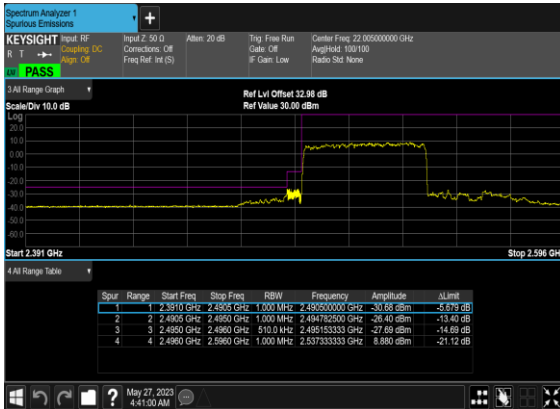 Spectrum Analyzer 1
Spurious Emissions
+
KEYSIGHT Input: RF Input Z: 50 Ω Atten: 20 dB Trig: Free Run Center Freq: 22.005000000 GHz
R T Coupling: DC Corrections: Off Gate: Off Avg|Hold: 100/100
Align: Off Freq Ref: Int (S) IF Gain: Low Radio Std: None
PASS
3 All Range Graph
Ref Lvl Offset 32.98 dB
Scale/Div 10.0 dB Ref Value 30.00 dBm
Log
20.0
10.0
0.00
-10.0
-20.0
-30.0
-40.0
-50.0
-60.0
Start 2.391 GHz Stop 2.596 GHz
4 All Range Table
Spur Range Start Freq Stop Freq RBW Frequency Amplitude ΔLimit
1 1 2.3910 GHz 2.4905 GHz 1.000 MHz 2.490500000 GHz -30.68 dBm -5.679 dB
2 2 2.4905 GHz 2.4950 GHz 1.000 MHz 2.494782500 GHz -26.40 dBm -13.40 dB
3 3 2.4950 GHz 2.4960 GHz 510.0 kHz 2.495153333 GHz -27.69 dBm -14.69 dB
4 4 2.4960 GHz 2.5960 GHz 1.000 MHz 2.537333333 GHz 8.880 dBm -21.12 dB
? May 27, 2023
4:41:00 AM